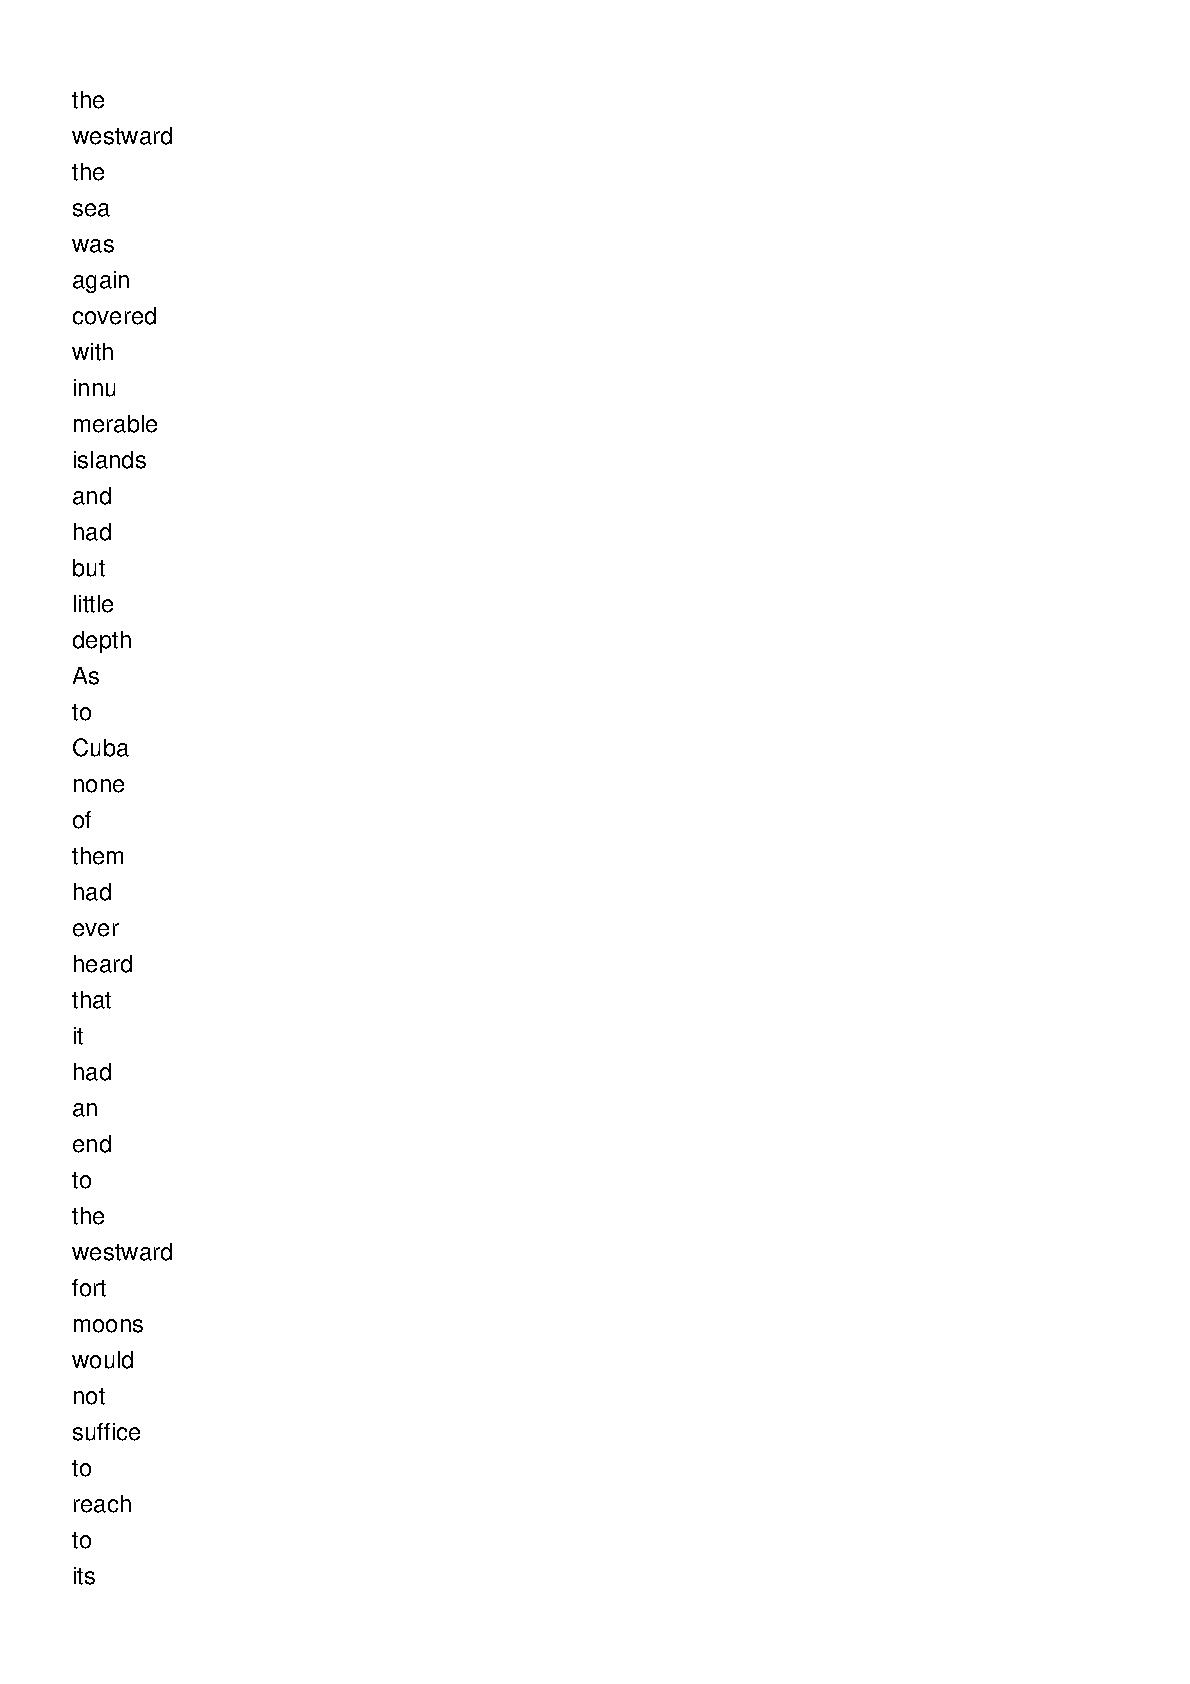 the
westward
the
sea
was
again
covered
with
innu
merable
islands
and
had
but
little
depth
As
to
Cuba
none
of
them
had
ever
heard
that
it
had
an
end
to
the
westward
fort
moons
would
not
suffice
to
reach
to
its